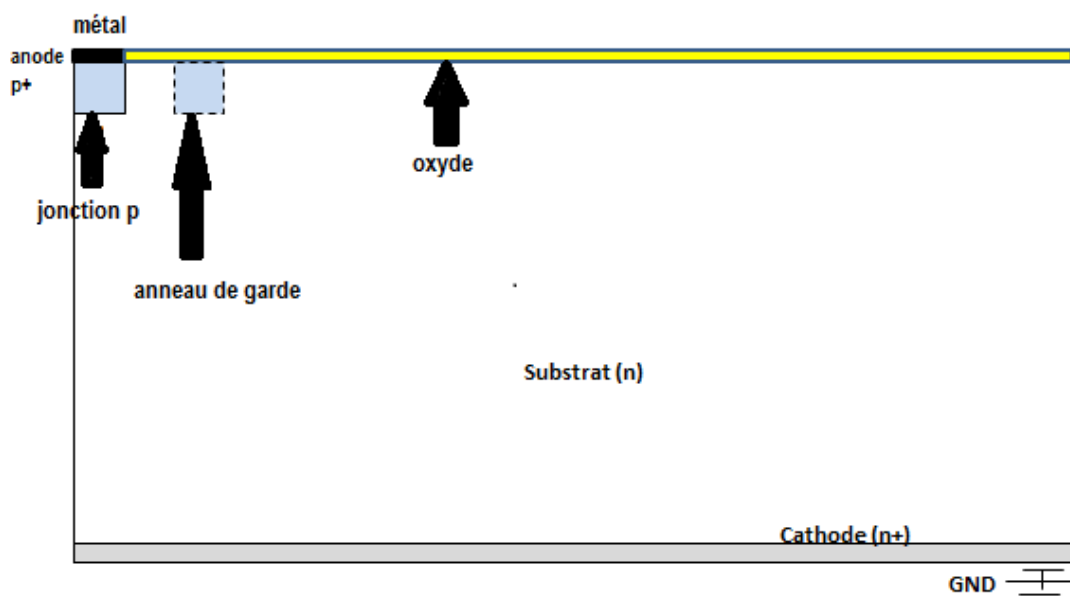 métal
anode
p+
oxyde
jonction p
anneau de garde
Substrat (n)
Cathode (n+)
GND